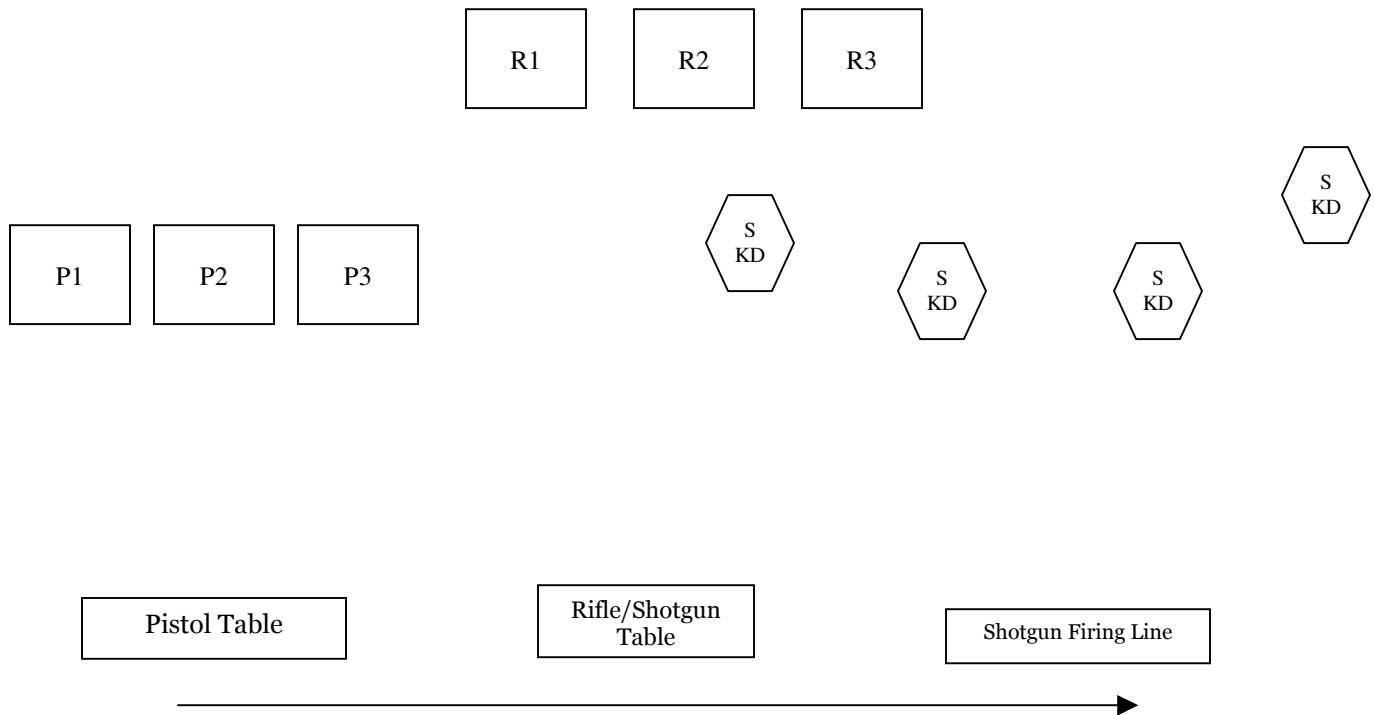 R1
R2
R3
S
KD
S
KD
P1
P2
P3
S
KD
S
KD
Pistol Table
Rifle/Shotgun
Table
Shotgun Firing Line